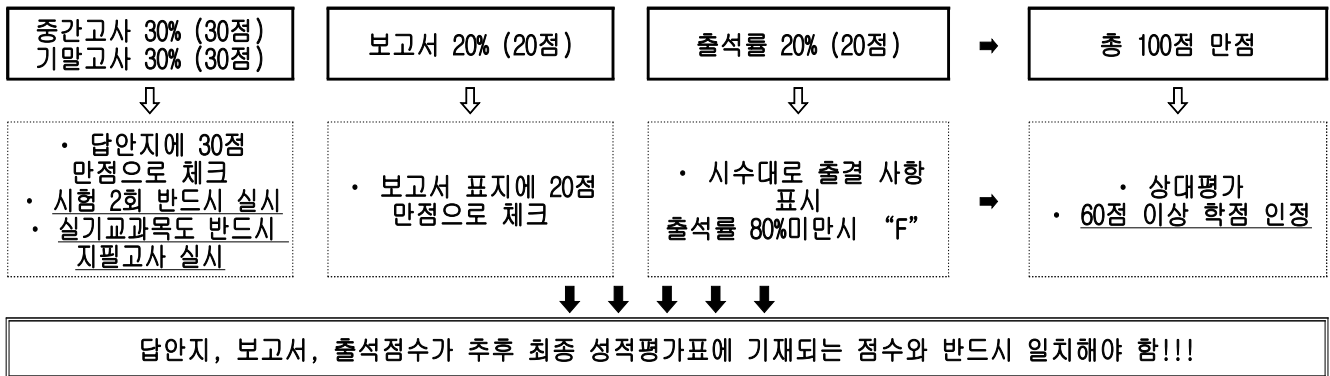 중간고사 30% (30점)
기말고사 30% (30점)
보고서 20% (20점)
출석률 20% (20점)
➡
총 100점 만점
⇩
⇩
⇩
⇩
· 답안지에 30점
만점으로 체크
· 시험 2회 반드시 실시
· 실기교과목도 반드시
지필고사 실시
· 보고서 표지에 20점
만점으로 체크
· 시수대로 출결 사항
표시
출석률 80%미만시 “F”
➡
· 상대평가
· 60점 이상 학점 인정
⬇ ⬇ ⬇ ⬇ ⬇
답안지, 보고서, 출석점수가 추후 최종 성적평가표에 기재되는 점수와 반드시 일치해야 함!!!